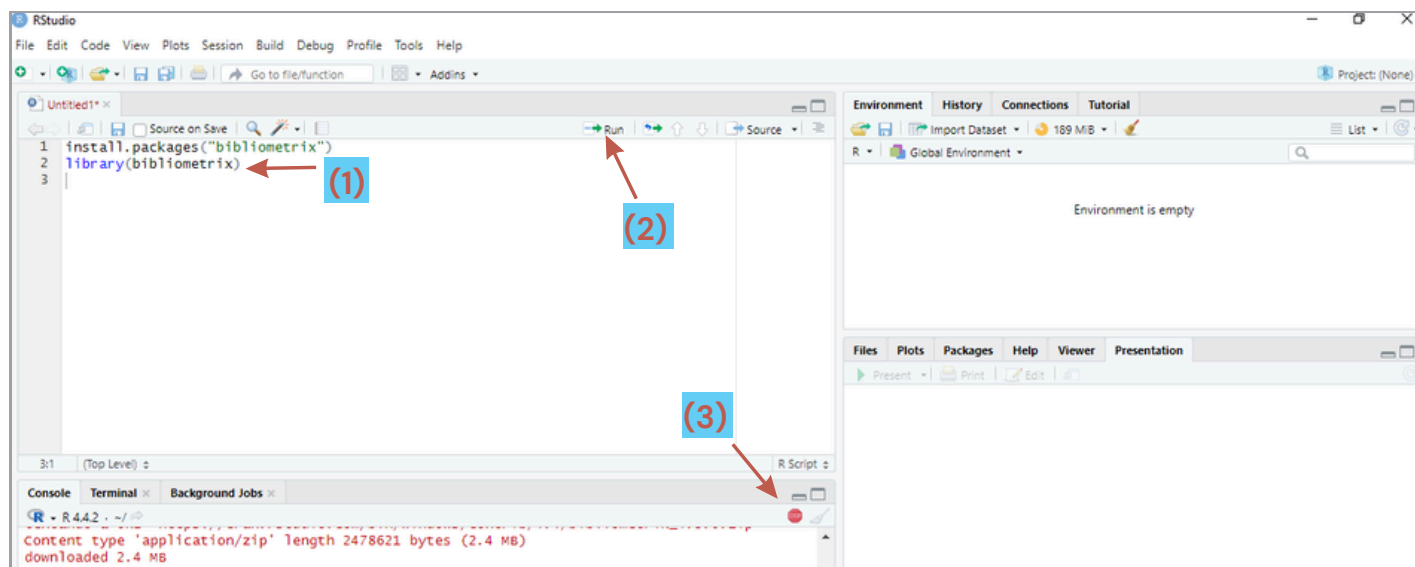 RStudio
File Edit Code View Plots Session Build Debug Profile Tools Help
Go to file/function Addins Project: (None)
Untitled1*
Source on Save Run Source
1 install.packages("bibliometrix")
2 library(bibliometrix)
3
(1)
(2)
(3)
3:1 (Top Level) R Script
Console Terminal Background Jobs
R 4.4.2 · ~/
Content type 'application/zip' length 2478621 bytes (2.4 MB)
downloaded 2.4 MB
Environment History Connections Tutorial
Import Dataset 189 MiB List
R Global Environment
Environment is empty
Files Plots Packages Help Viewer Presentation
Present Print Edit